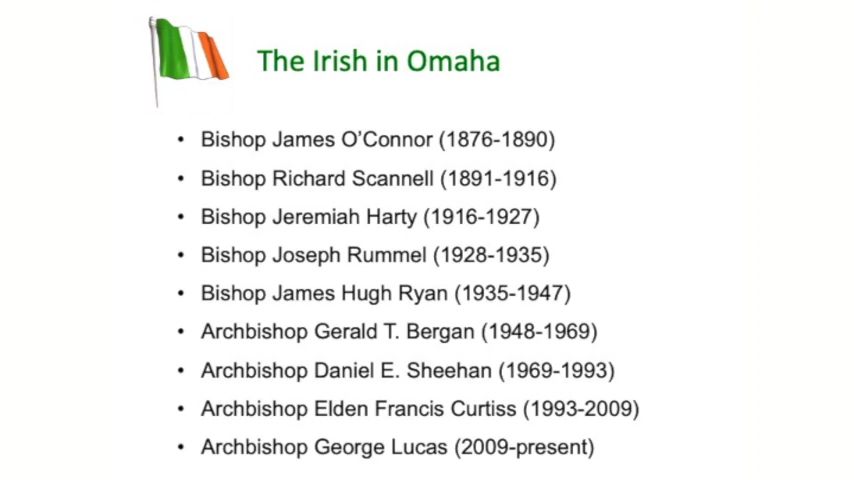 The Irish in Omaha
• Bishop James O’Connor (1876-1890)
• Bishop Richard Scannell (1891-1916)
• Bishop Jeremiah Harty (1916-1927)
• Bishop Joseph Rummel (1928-1935)
• Bishop James Hugh Ryan (1935-1947)
• Archbishop Gerald T. Bergan (1948-1969)
• Archbishop Daniel E. Sheehan (1969-1993)
• Archbishop Elden Francis Curtiss (1993-2009)
• Archbishop George Lucas (2009-present)